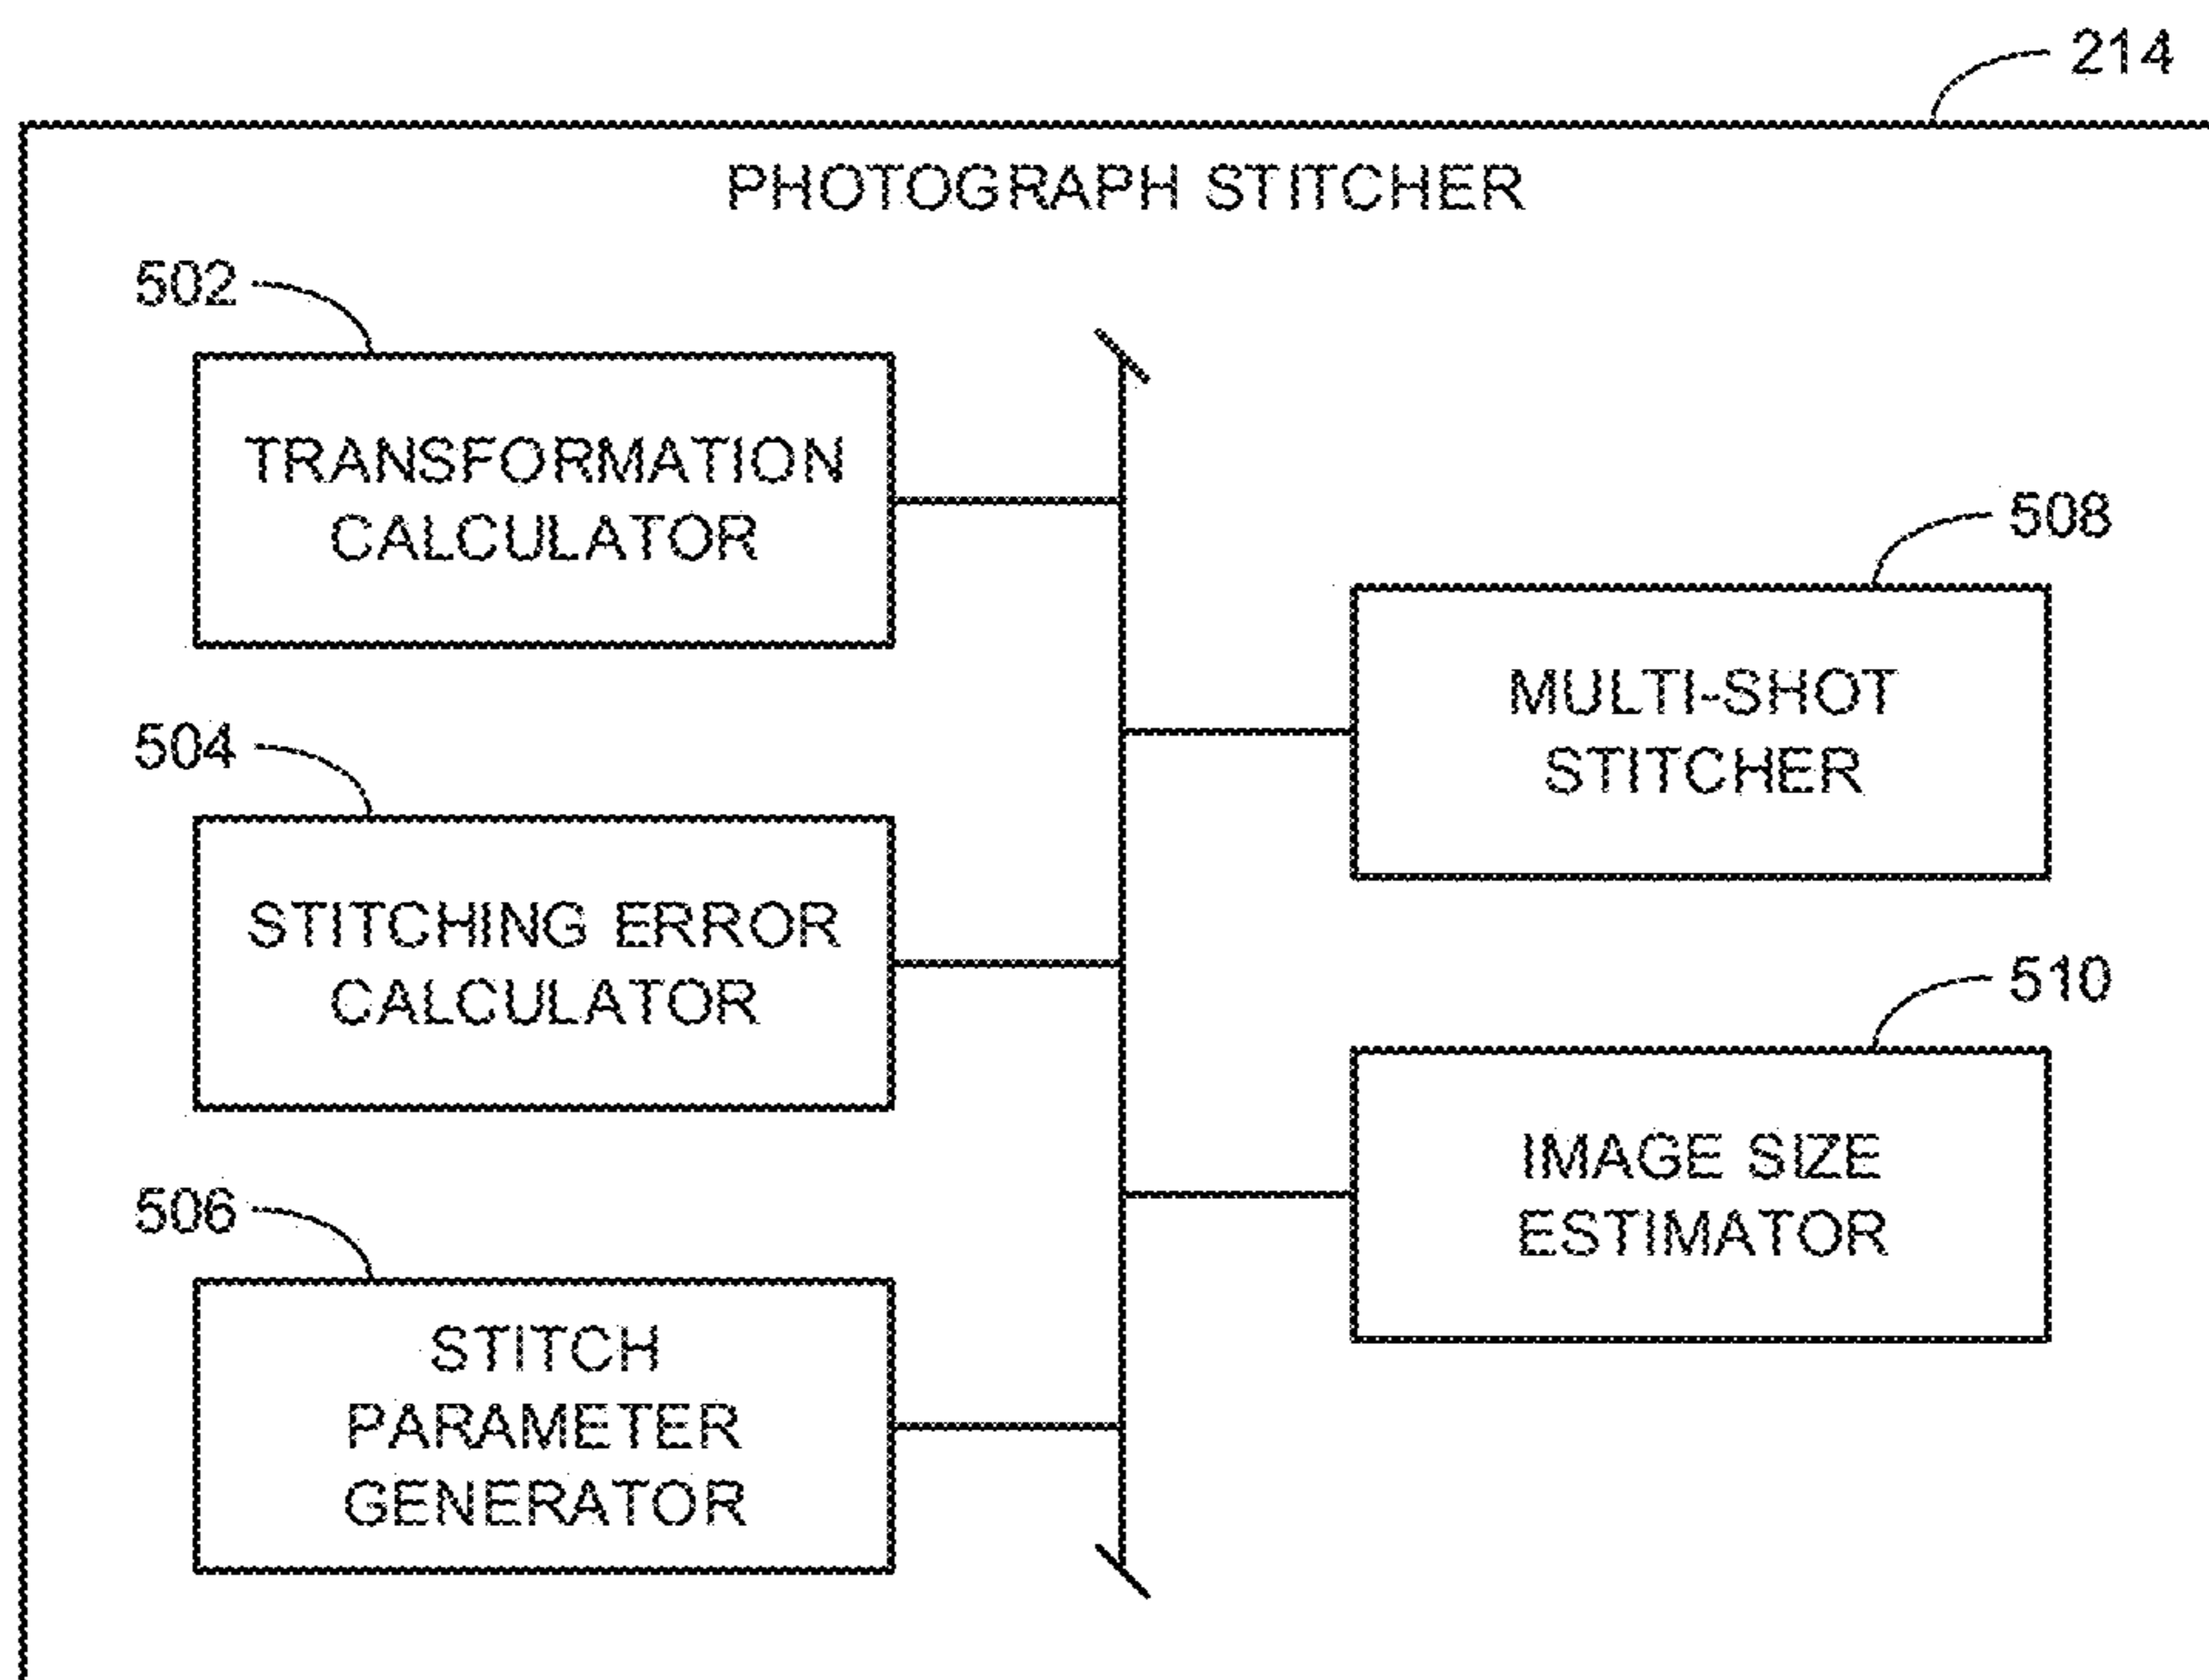 214
PHOTOGRAPH STITCHER
502
TRANSFORMATION
CALCULATOR
508
MULTI-SHOT
STITCHER
504
STITCHING ERROR
CALCULATOR
510
IMAGE SIZE
ESTIMATOR
506
STITCH
PARAMETER
GENERATOR